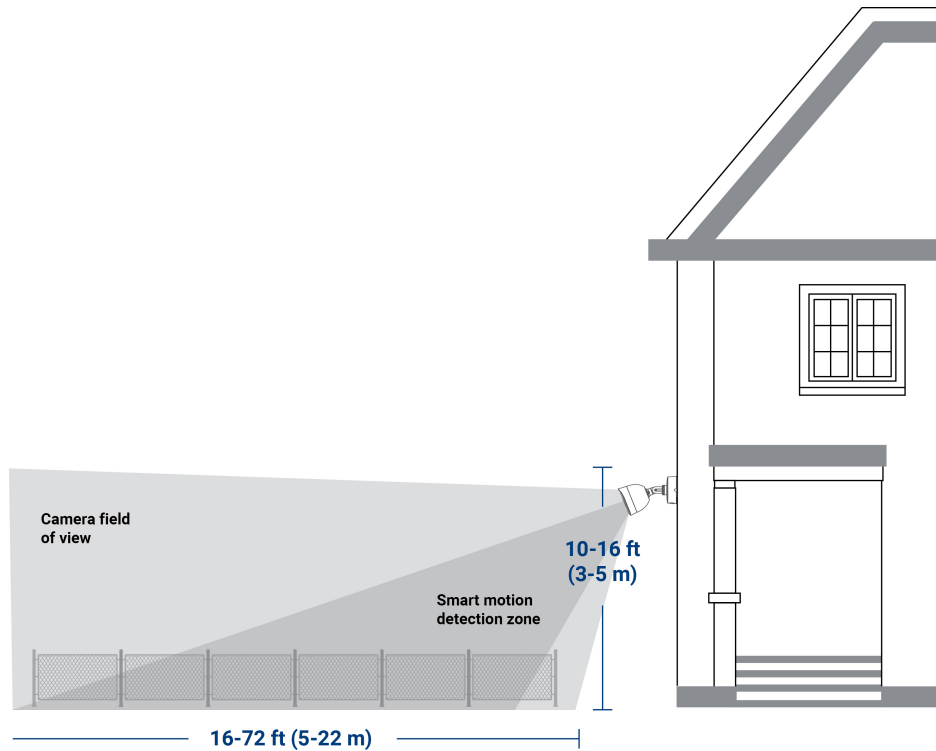 Camera field
of view
10-16 ft
(3-5 m)
Smart motion
detection zone
16-72 ft (5-22 m)